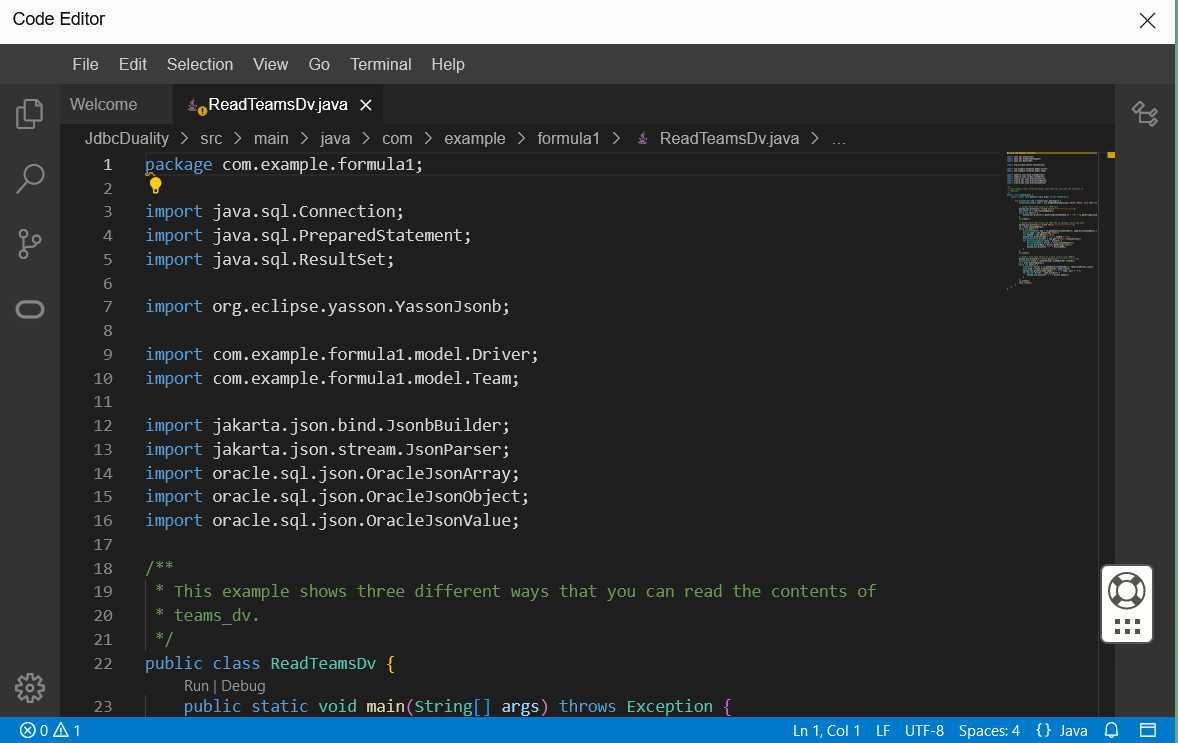 Code Editor
File Edit Selection View Go Terminal Help
Welcome ReadTeamsDv.java
JdbcDuality > src > main > java > com > example > formula1 > ReadTeamsDv.java > ...
1 package com.example.formula1;
2
3 import java.sql.Connection;
4 import java.sql.PreparedStatement;
5 import java.sql.ResultSet;
6
7 import org.eclipse.yasson.YassonJsonb;
8
9 import com.example.formula1.model.Driver;
10 import com.example.formula1.model.Team;
11
12 import jakarta.json.bind.JsonbBuilder;
13 import jakarta.json.stream.JsonParser;
14 import oracle.sql.json.OracleJsonArray;
15 import oracle.sql.json.OracleJsonObject;
16 import oracle.sql.json.OracleJsonValue;
17
18 /**
19 * This example shows three different ways that you can read the contents of
20 * teams_dv.
21 */
22 public class ReadTeamsDv {
Run | Debug
23 public static void main(String[] args) throws Exception {
0 1 Ln 1, Col 1 LF UTF-8 Spaces: 4 {} Java